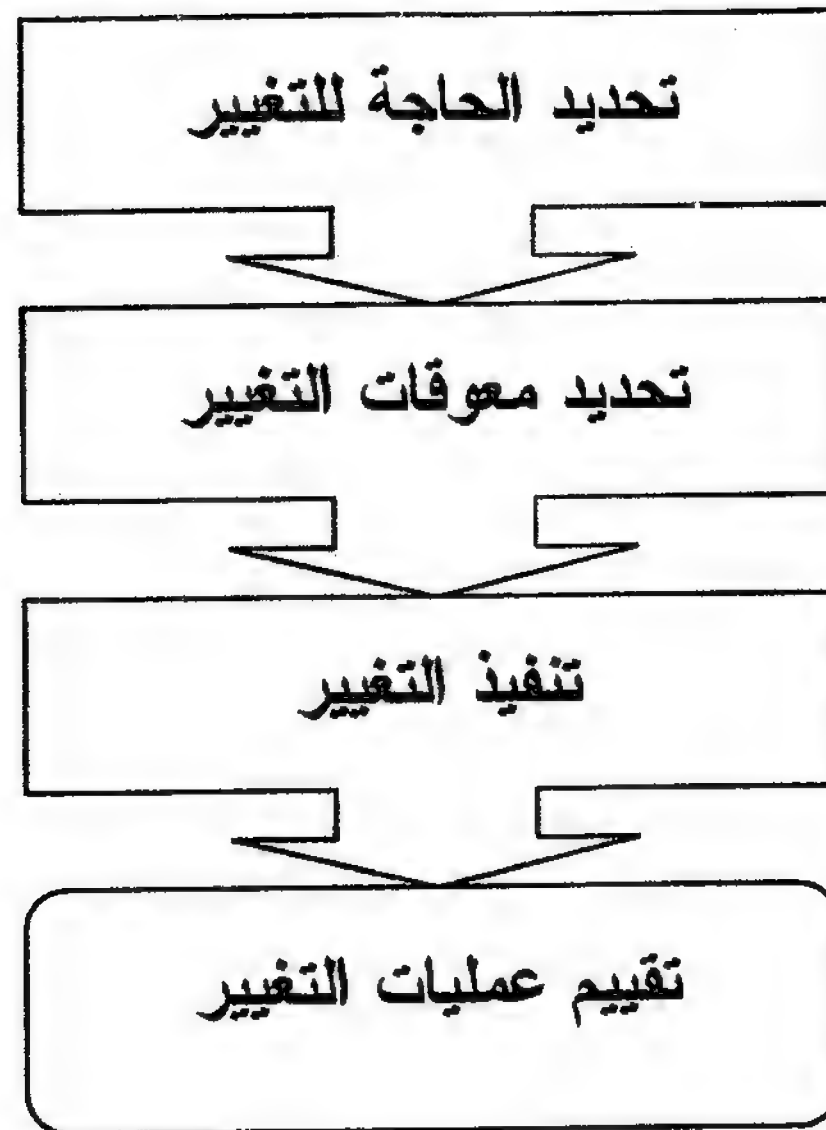 تحديد الحاجة للتغيير
تحديد معوقات التغيير
تنفيذ التغيير
تقييم عمليات التغيير